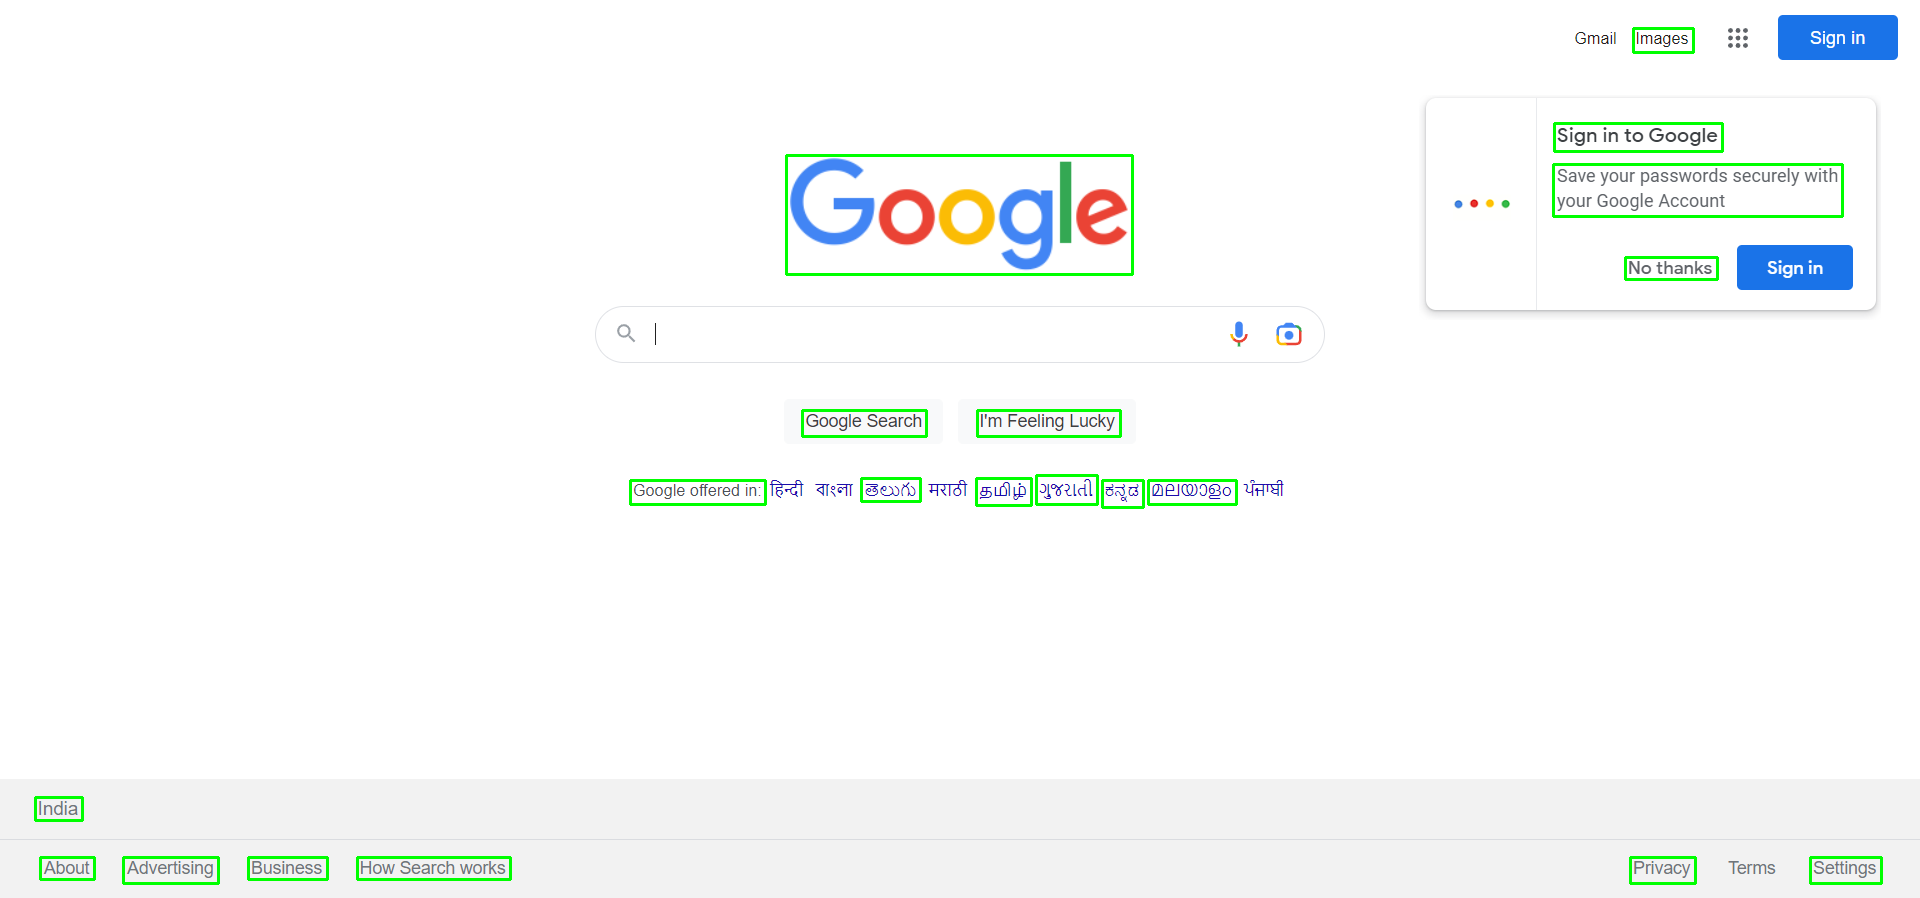 Gmail Images Sign in
Sign in to Google
Save your passwords securely with
your Google Account
No thanks Sign in
Google
Google Search I'm Feeling Lucky
Google offered in: हिन्दी বাংলা తెలుగు मराठी தமிழ் ગુજરાતી ಕನ್ನಡ മലയാളം ਪੰਜਾਬੀ
India
About Advertising Business How Search works Privacy Terms Settings